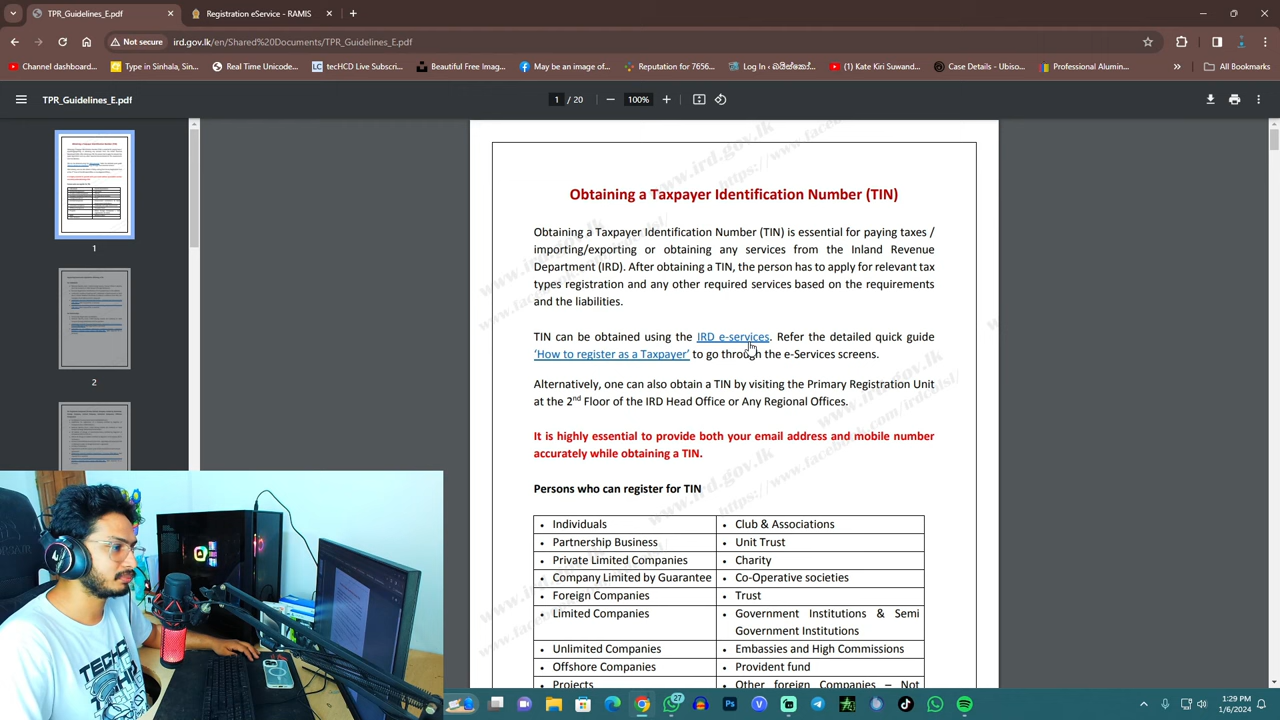 TPR_Guidelines_E.pdf
Registration eService - RAMIS
Not secure
ird.gov.lk/en/Shared%20Documents/TPR_Guidelines_E.pdf
Channel dashboard...
Type in Sinhala, Sin...
Real Time Unicode...
tecHCD Live Subscri...
Beautiful Free Imag...
May be an image of...
Reputation for 7656...
Log In ‹ බයිස්කෝ...
(1) Kate Kiri Suwand...
Case Details - Ubiso...
Professional Alumin...
All Bookmarks
TPR_Guidelines_E.pdf
1 / 20
100%
1
2
Obtaining a Taxpayer Identification Number (TIN)
Obtaining a Taxpayer Identification Number (TIN) is essential for paying taxes /
importing/exporting or obtaining any services from the Inland Revenue
Department (IRD). After obtaining a TIN, the person has to apply for relevant tax
types registration and any other required services based on the requirements
and the liabilities.
TIN can be obtained using the IRD e-services. Refer the detailed quick guide
‘How to register as a Taxpayer’ to go through the e-Services screens.
Alternatively, one can also obtain a TIN by visiting the Primary Registration Unit
at the 2nd Floor of the IRD Head Office or Any Regional Offices.
It is highly essential to provide both your email address and mobile number
accurately while obtaining a TIN.
Persons who can register for TIN
• Individuals
• Club & Associations
• Partnership Business
• Unit Trust
• Private Limited Companies
• Charity
• Company Limited by Guarantee
• Co-Operative societies
• Foreign Companies
• Trust
• Limited Companies
• Government Institutions & Semi
Government Institutions
• Unlimited Companies
• Embassies and High Commissions
• Offshore Companies
• Provident fund
• Projects
• Other foreign Companies – Not
1:29 PM
1/6/2024